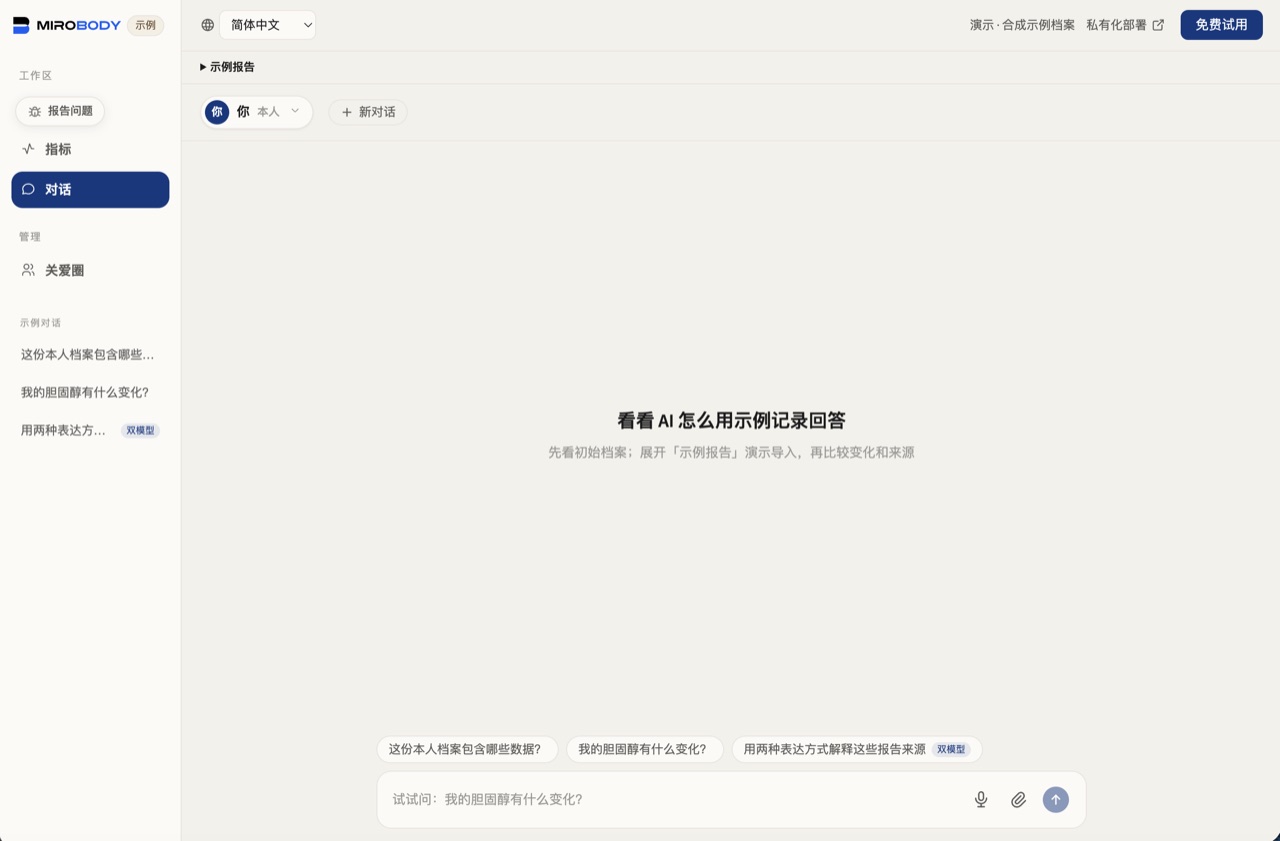 MIROBODY 示例
工作区
报告问题
指标
对话
管理
关爱圈
示例对话
这份本人档案包含哪些...
我的胆固醇有什么变化?
用两种表达方... 双模型
简体中文
演示 · 合成示例档案 私有化部署 免费试用
示例报告
你 你 本人 新对话
看看 AI 怎么用示例记录回答
先看初始档案；展开「示例报告」演示导入，再比较变化和来源
这份本人档案包含哪些数据? 我的胆固醇有什么变化? 用两种表达方式解释这些报告来源 双模型
试试问：我的胆固醇有什么变化?